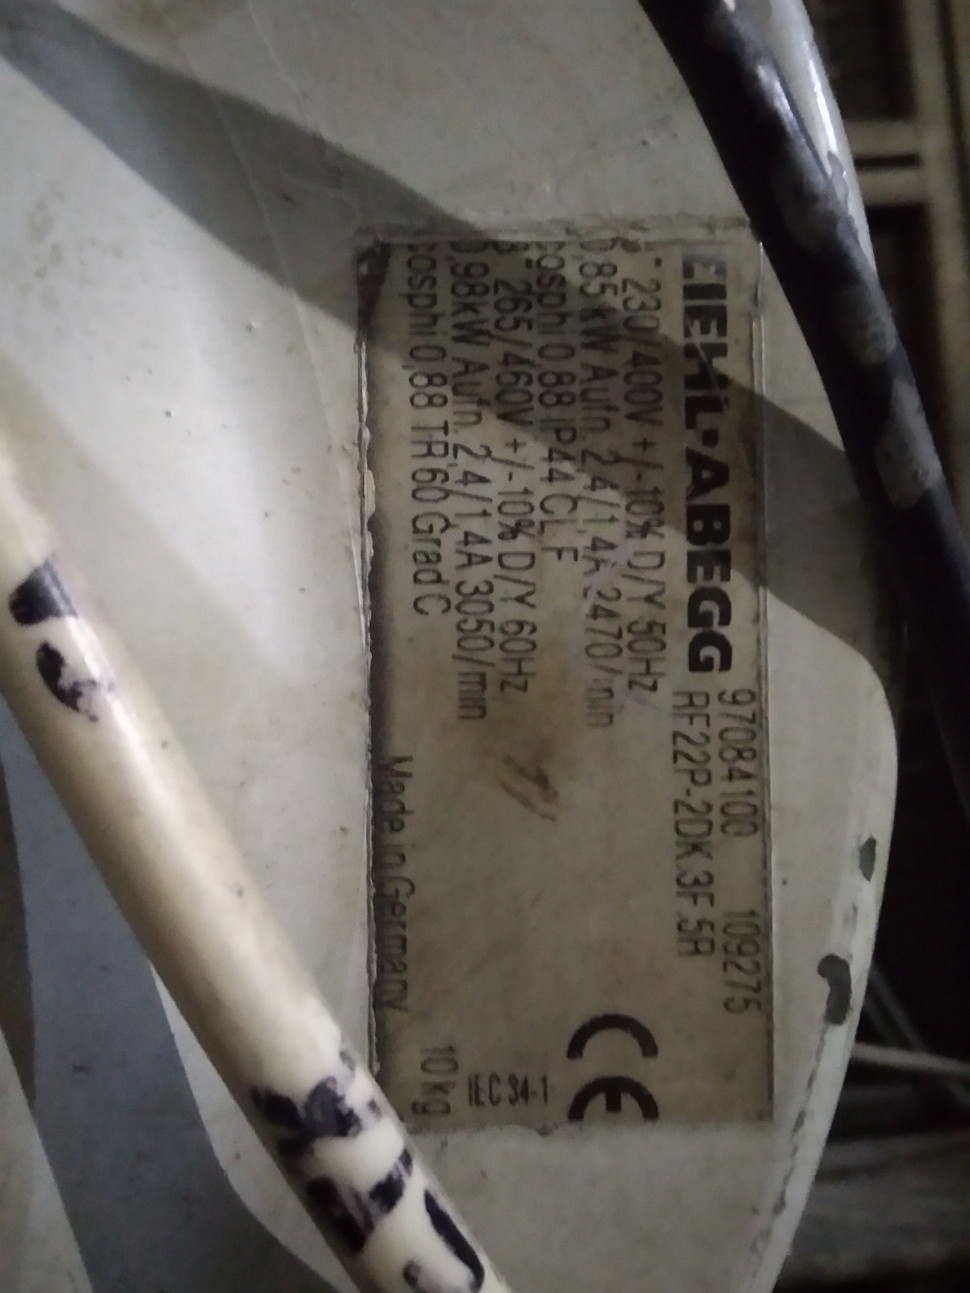 ZIEHL-ABEGG 97084100 109275
RF22P-2DK.3F.5R
3~ 230/400V +/-10% D/Y 50Hz
0,85 kW Aufn. 2,4/1,4A 2470/min
cosphi 0,88 IP44 CL F
3~ 265/460V +/-10% D/Y 60Hz
0,98kW Aufn. 2,4/1,4A 3050/min
cosphi 0,88 TR 60 Grad C
Made in Germany
CE
IEC 34-1
10 kg